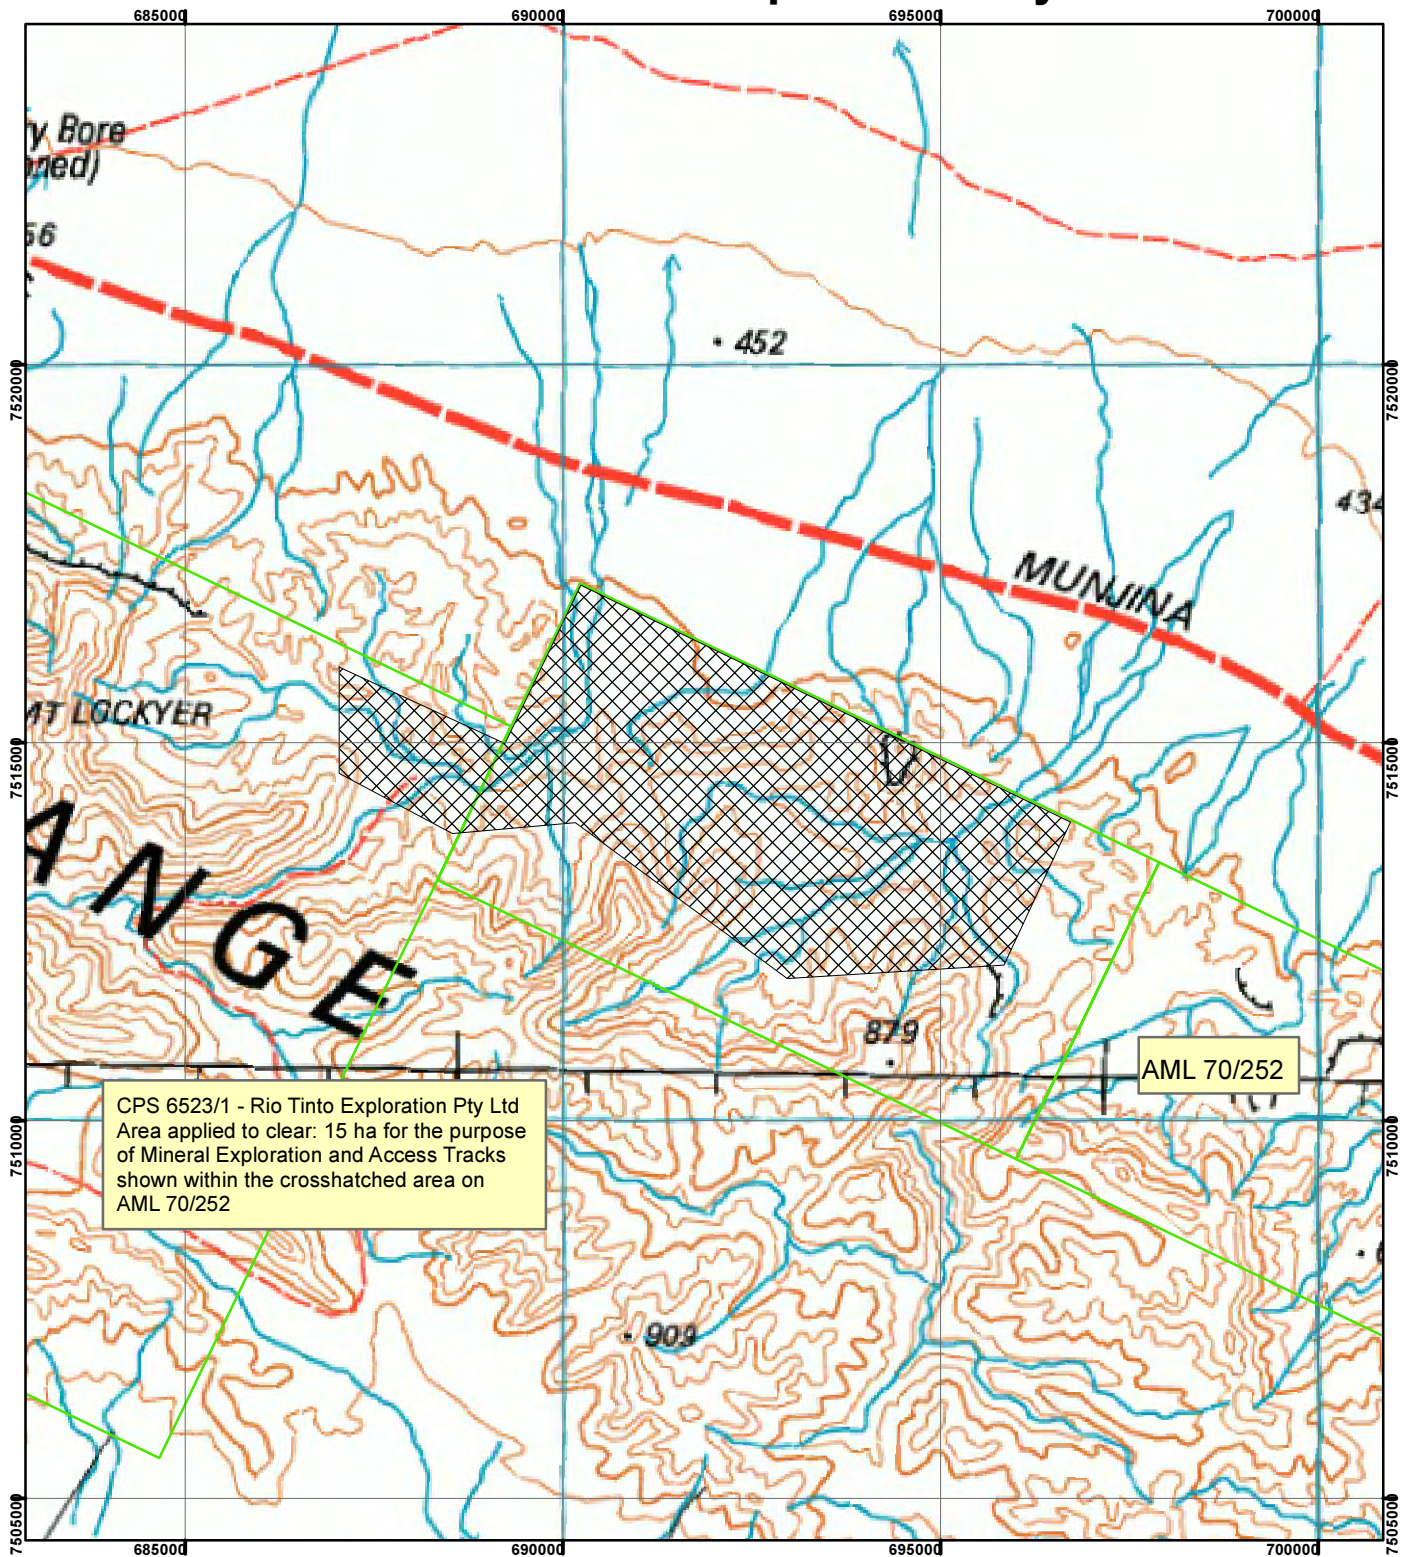 685000
690000
695000
700000
y Bore
ned)
56
452
7520000
7520000
434
MUNJINA
MT LOCKYER
7515000
7515000
ANGE
879
AML 70/252
CPS 6523/1 - Rio Tinto Exploration Pty Ltd
Area applied to clear: 15 ha for the purpose
of Mineral Exploration and Access Tracks
shown within the crosshatched area on
AML 70/252
7510000
7510000
909
7505000
7505000
685000
690000
695000
700000